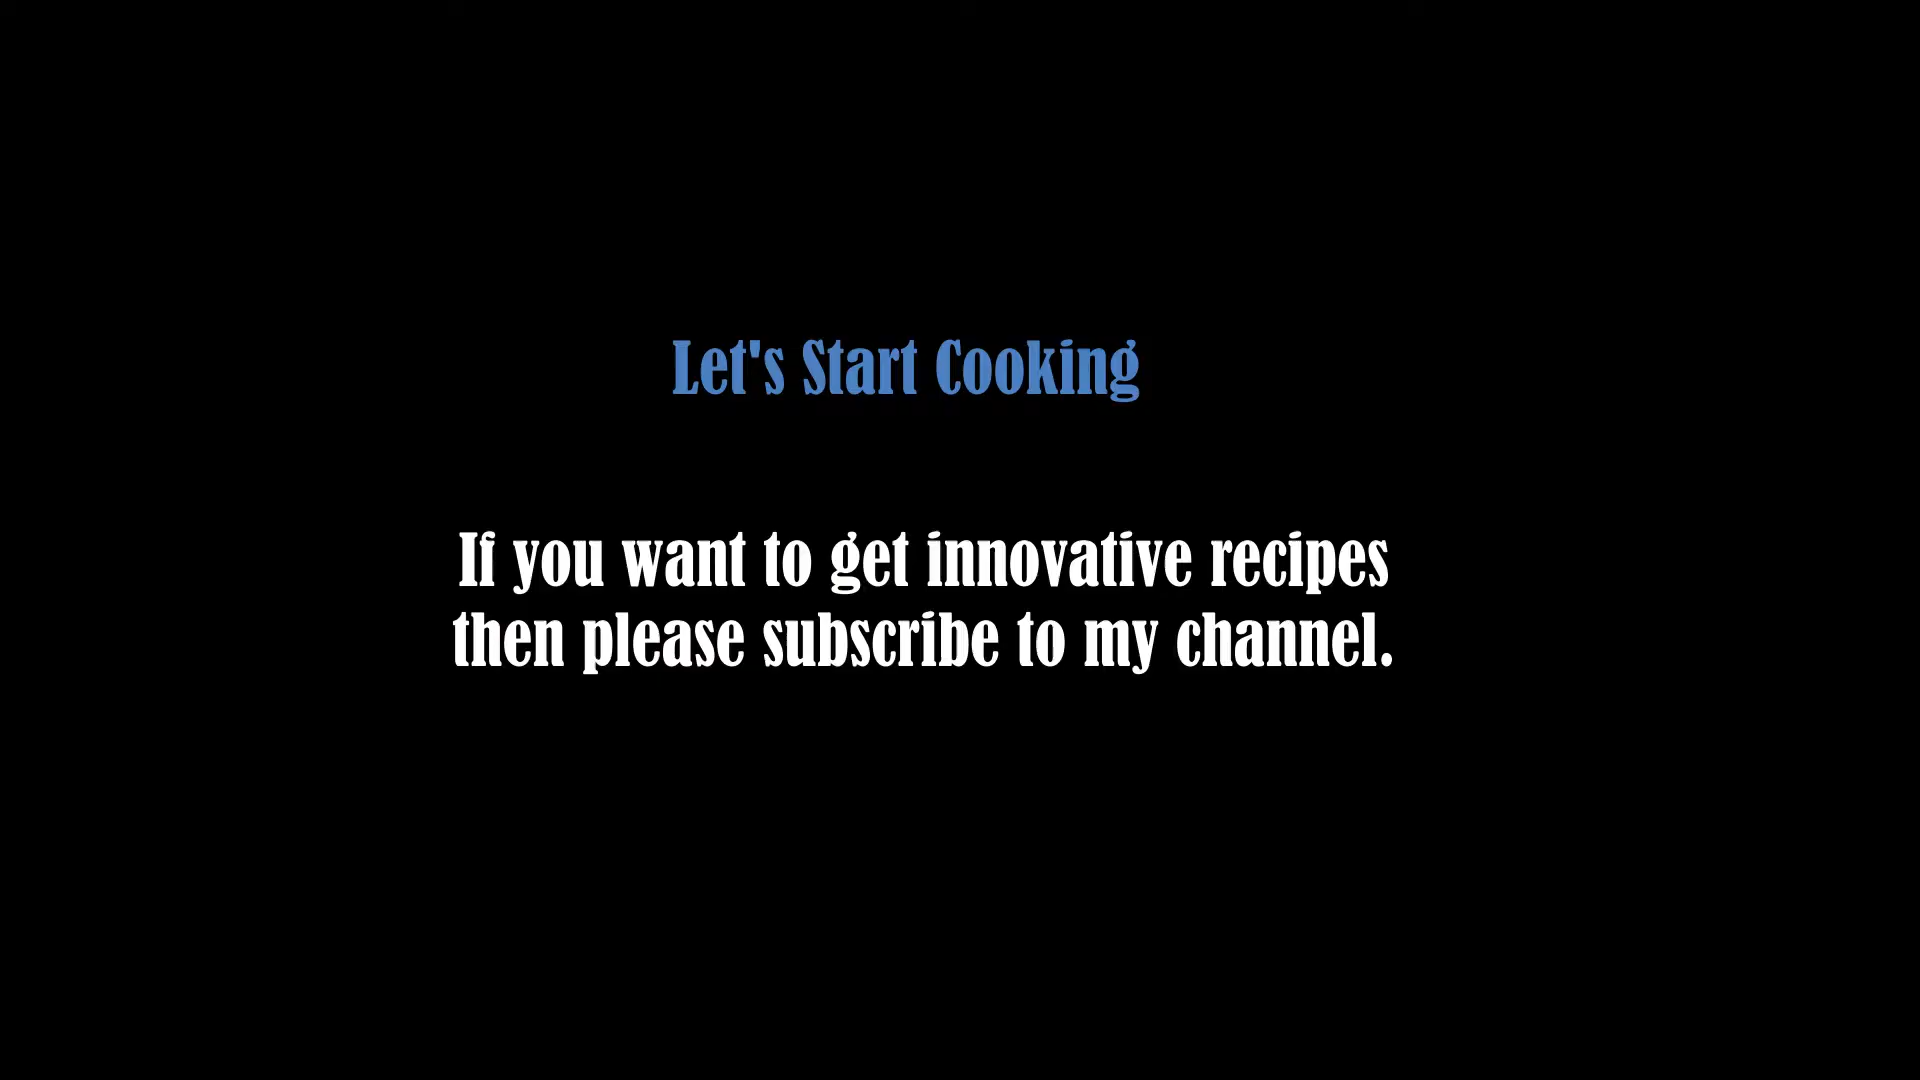 Let's Start Cooking
If you want to get innovative recipes
then please subscribe to my channel.